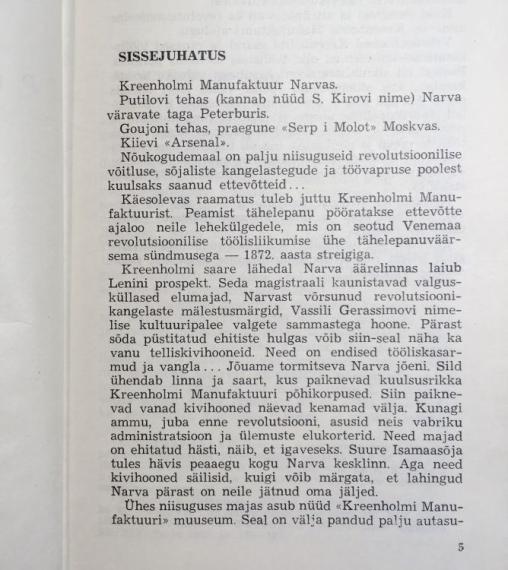 SISSEJUHATUS
Kreenholmi Manufaktuur Narvas.
Putilovi tehas (kannab nüüd S. Kirovi nime) Narva
väravate taga Peterburis.
Goujoni tehas, praegune «Serp i Molot» Moskvas.
Kiievi «Arsenal».
Nõukogudemaal on palju niisuguseid revolutsioonilise
võitluse, sõjaliste kangelastegude ja töövapruse poolest
kuulsaks saanud ettevõtteid...
Käesolevas raamatus tuleb juttu Kreenholmi Manu-
faktuurist. Peamist tähelepanu pööratakse ettevõtte
ajaloo neile lehekülgedele, mis on seotud Venemaa
revolutsioonilise töölisliikumise ühe tähelepanuväär-
sema sündmusega — 1872. aasta streigiga.
Kreenholmi saare lähedal Narva äärelinnas laiub
Lenini prospekt. Seda magistraali kaunistavad valgus-
küllased elumajad, Narvast võrsunud revolutsiooni-
kangelaste mälestusmärgid, Vassili Gerassimovi nime-
lise kultuuripalee valgete sammastega hoone. Pärast
sõda püstitatud ehitiste hulgas võib siin-seal näha ka
vanu telliskivihooneid. Need on endised tööliskasar-
mud ja vangla... Jõuame tormitseva Narva jõeni. Sild
ühendab linna ja saart, kus paiknevad kuulsusrikka
Kreenholmi Manufaktuuri põhikorpused. Siin paikne-
vad vanad kivihooned näevad kenamad välja. Kunagi
ammu, juba enne revolutsiooni, asusid neis vabriku
administratsioon ja ülemuste elukorterid. Need majad
on ehitatud hästi, näib, et igaveseks. Suure Isamaasõja
tules hävis peaaegu kogu Narva kesklinn. Aga need
kivihooned säilisid, kuigi võib märgata, et lahingud
Narva pärast on neile jätnud oma jäljed.
Ühes niisuguses majas asub nüüd «Kreenholmi Manu-
faktuuri» muuseum. Seal on välja pandud palju autasu-
5